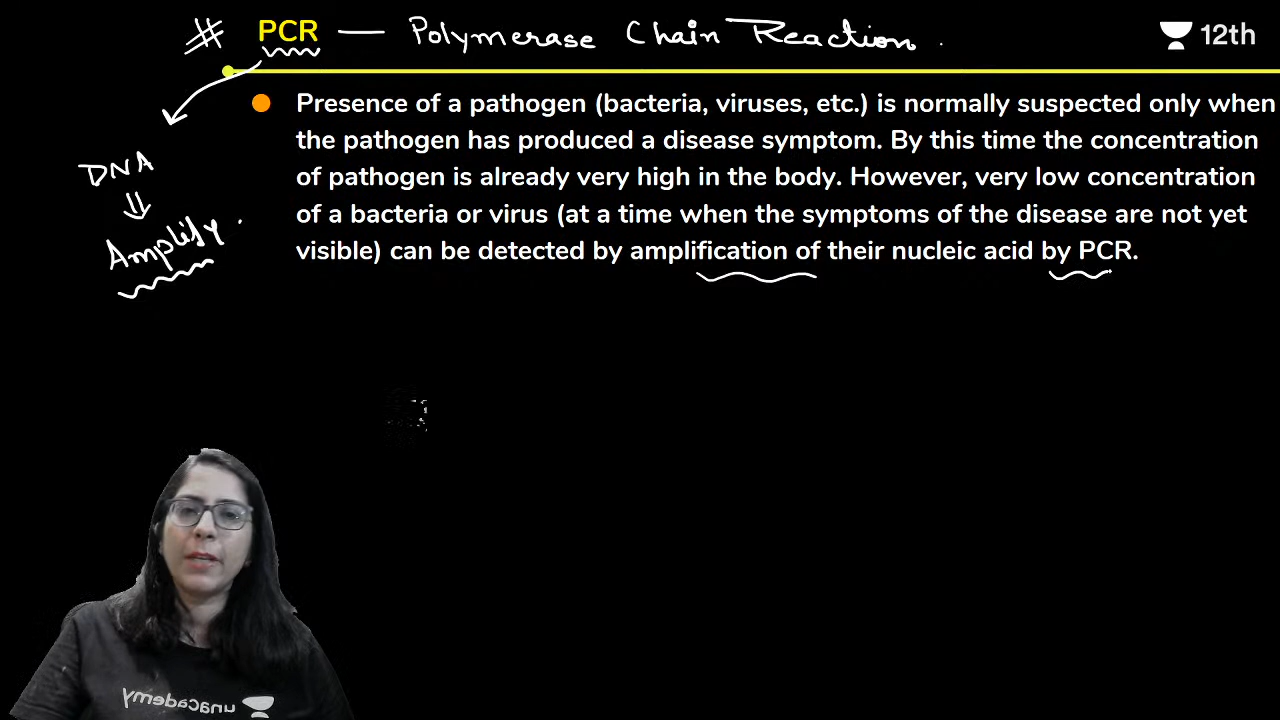 # PCR — Polymerase Chain Reaction.
12th
Presence of a pathogen (bacteria, viruses, etc.) is normally suspected only when
the pathogen has produced a disease symptom. By this time the concentration
of pathogen is already very high in the body. However, very low concentration
of a bacteria or virus (at a time when the symptoms of the disease are not yet
visible) can be detected by amplification of their nucleic acid by PCR.
DNA
⇓
Amplify.
unacademy